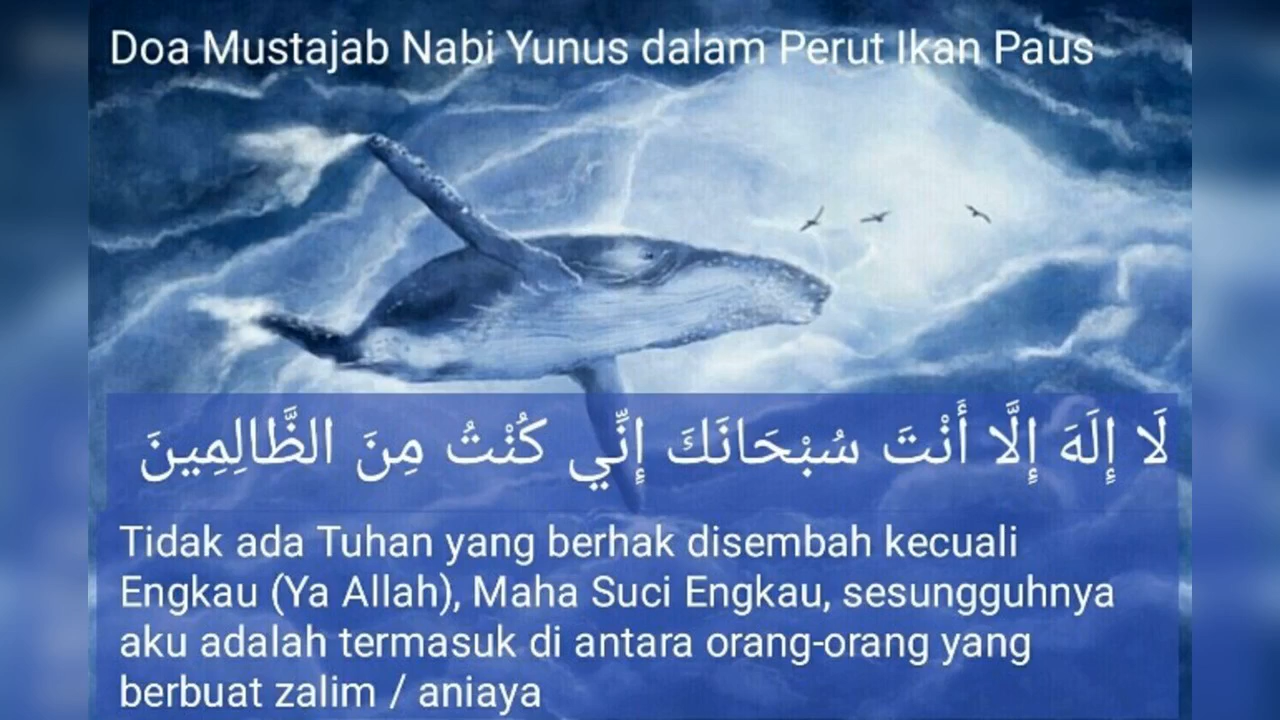 Doa Mustajab Nabi Yunus dalam Perut Ikan Paus
لَا إِلَهَ إِلَّا أَنْتَ سُبْحَانَكَ إِنِّي كُنْتُ مِنَ الظَّالِمِينَ
Tidak ada Tuhan yang berhak disembah kecuali
Engkau (Ya Allah), Maha Suci Engkau, sesungguhnya
aku adalah termasuk di antara orang-orang yang
berbuat zalim / aniaya